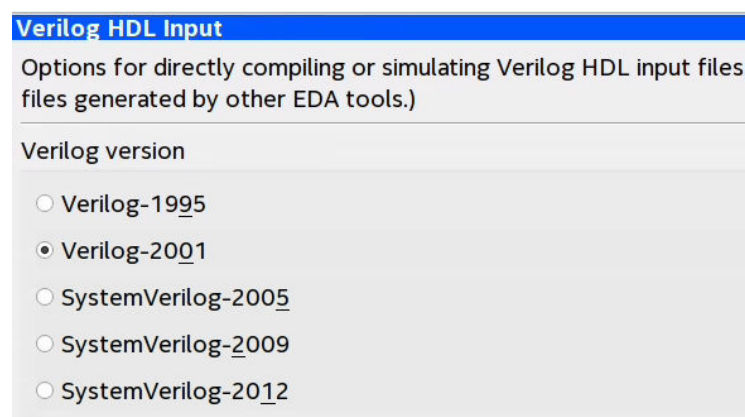 Verilog HDL Input
Options for directly compiling or simulating Verilog HDL input files
files generated by other EDA tools.)
Verilog version
Verilog-1995
Verilog-2001
SystemVerilog-2005
SystemVerilog-2009
SystemVerilog-2012